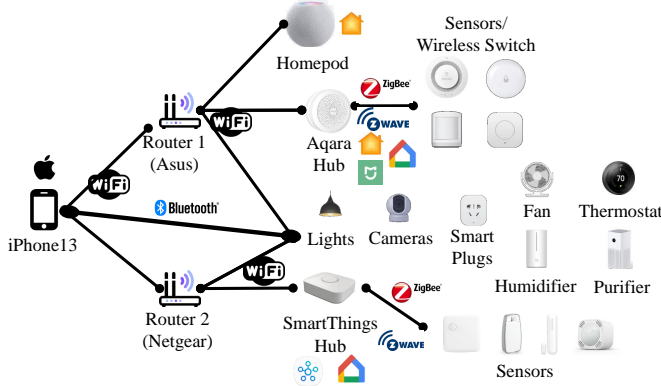 Sensors/
Wireless Switch
Homepod
ZigBee®
Z WAVE
WiFi
Router 1
(Asus)
Aqara
Hub
WiFi
Bluetooth®
iPhone13
Lights
Cameras
Smart
Plugs
Fan
70
Thermostat
Humidifier
Purifier
WiFi
Router 2
(Netgear)
SmartThings
Hub
ZigBee®
Z WAVE
Sensors